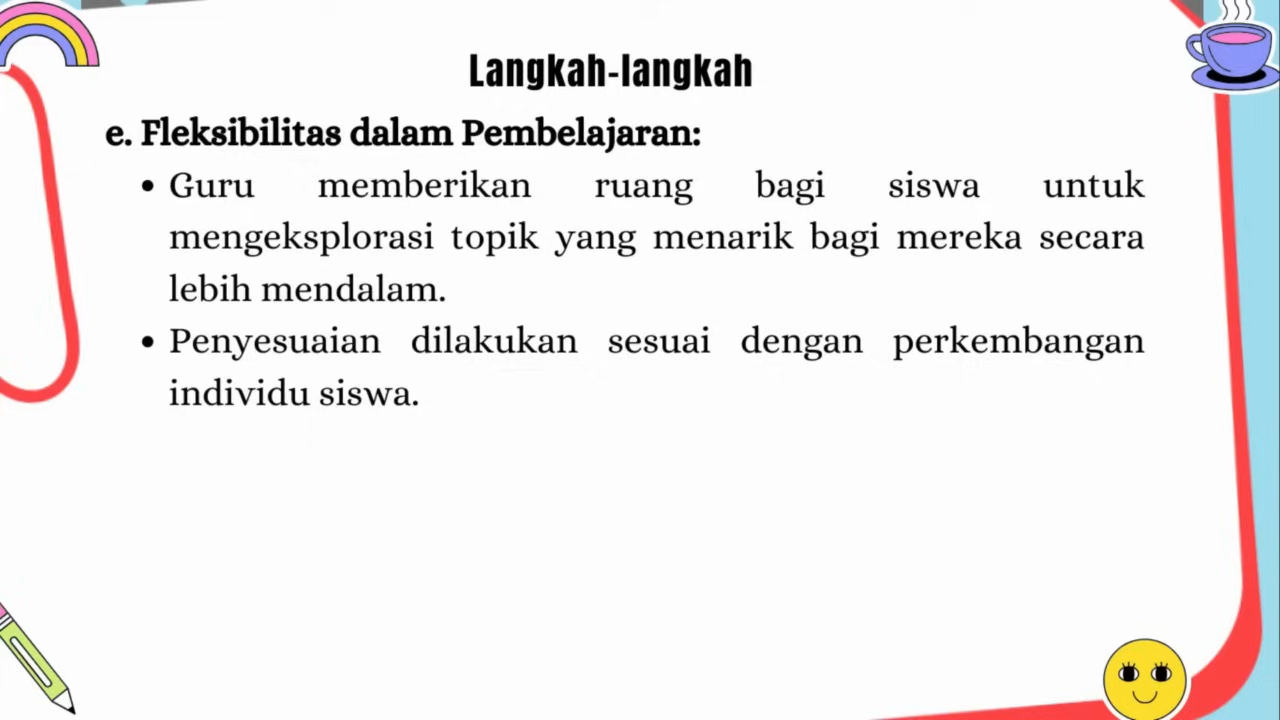 Langkah-langkah
e. Fleksibilitas dalam Pembelajaran:
• Guru memberikan ruang bagi siswa untuk
mengeksplorasi topik yang menarik bagi mereka secara
lebih mendalam.
• Penyesuaian dilakukan sesuai dengan perkembangan
individu siswa.